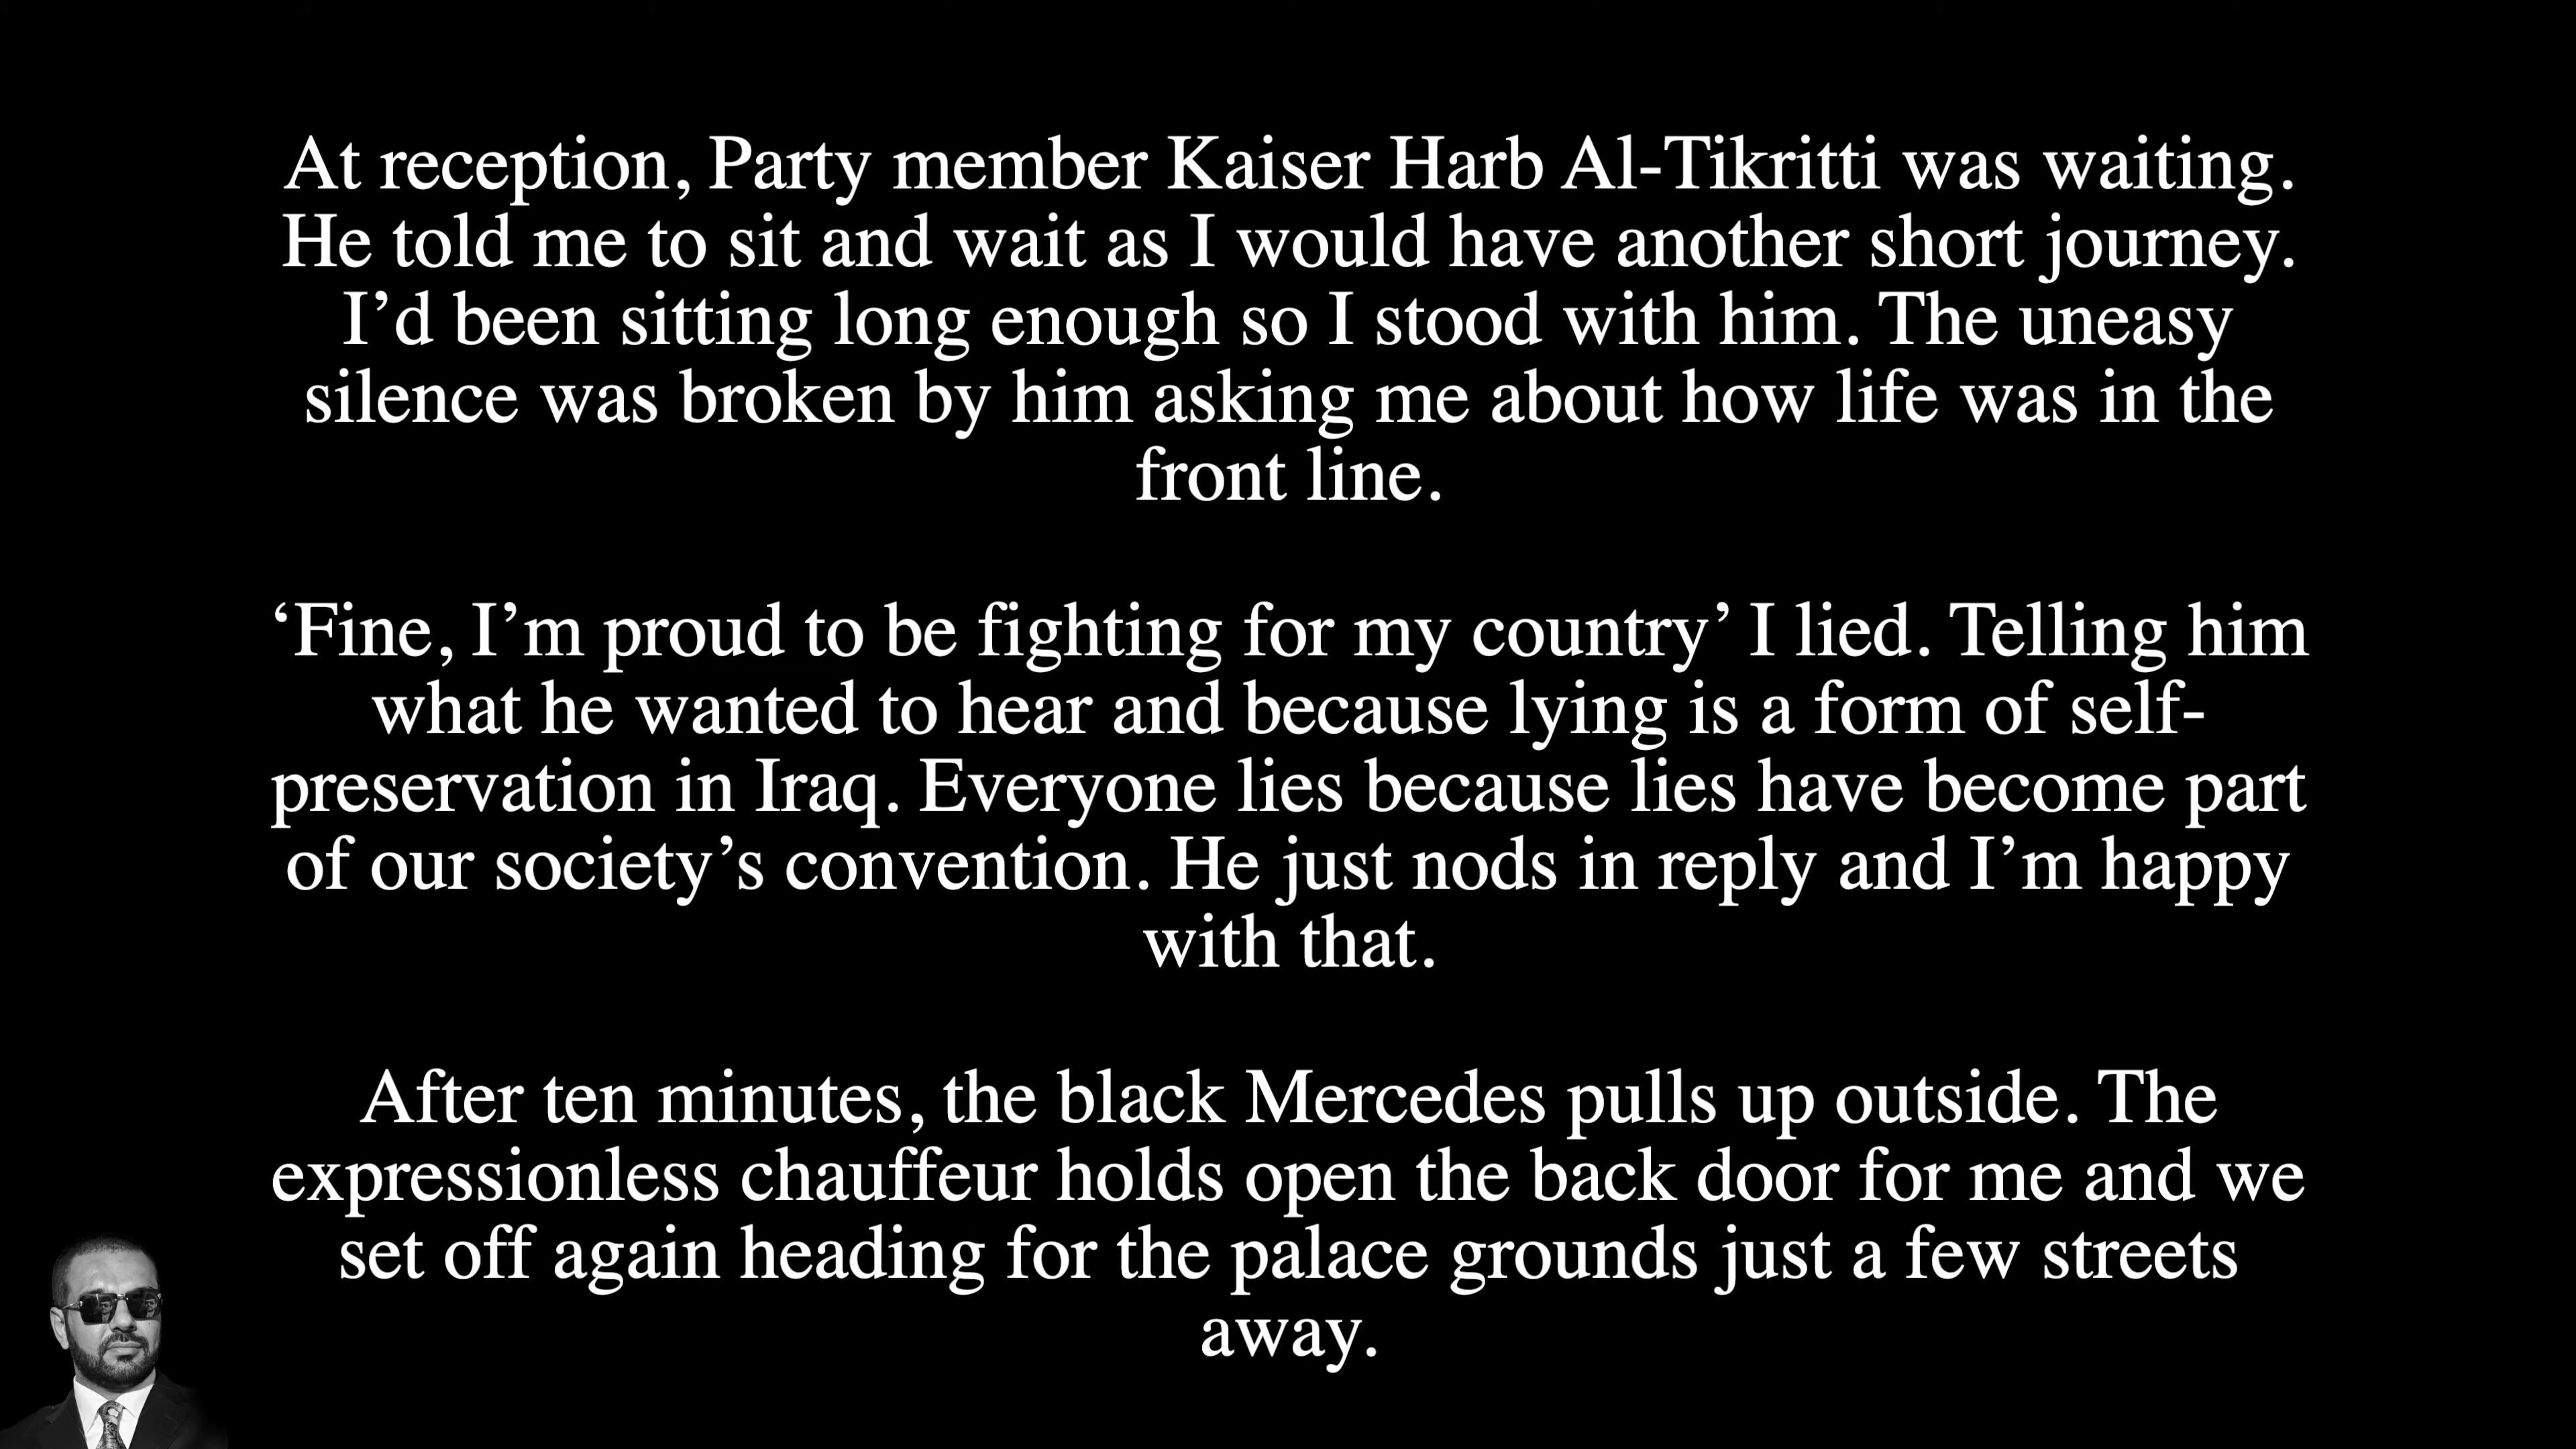 At reception, Party member Kaiser Harb Al-Tikritti was waiting.
He told me to sit and wait as I would have another short journey.
I’d been sitting long enough so I stood with him. The uneasy
silence was broken by him asking me about how life was in the
front line.
‘Fine, I’m proud to be fighting for my country’ I lied. Telling him
what he wanted to hear and because lying is a form of self-
preservation in Iraq. Everyone lies because lies have become part
of our society’s convention. He just nods in reply and I’m happy
with that.
After ten minutes, the black Mercedes pulls up outside. The
expressionless chauffeur holds open the back door for me and we
set off again heading for the palace grounds just a few streets
away.